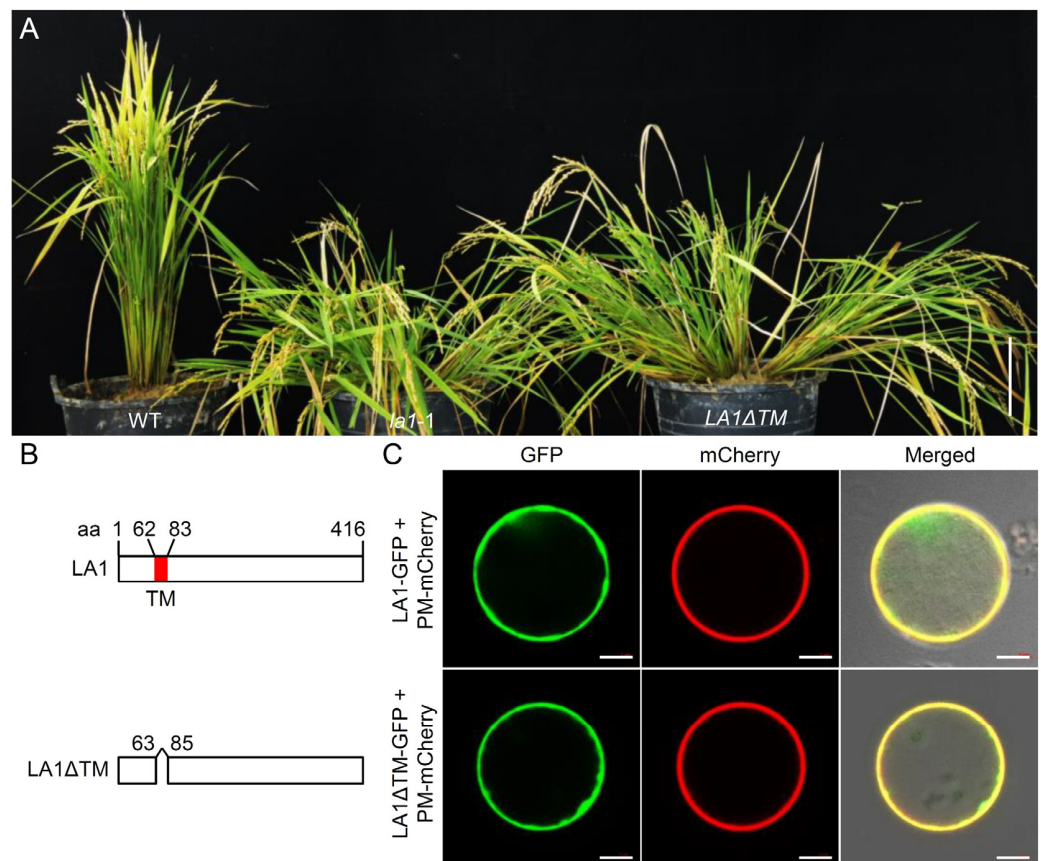 A
WT
la1-1
LA1ΔTM
B
aa 1 62 83 416
LA1
TM
63 85
LA1ΔTM
C
GFP mCherry Merged
LA1-GFP +
PM-mCherry
LA1ΔTM-GFP +
PM-mCherry